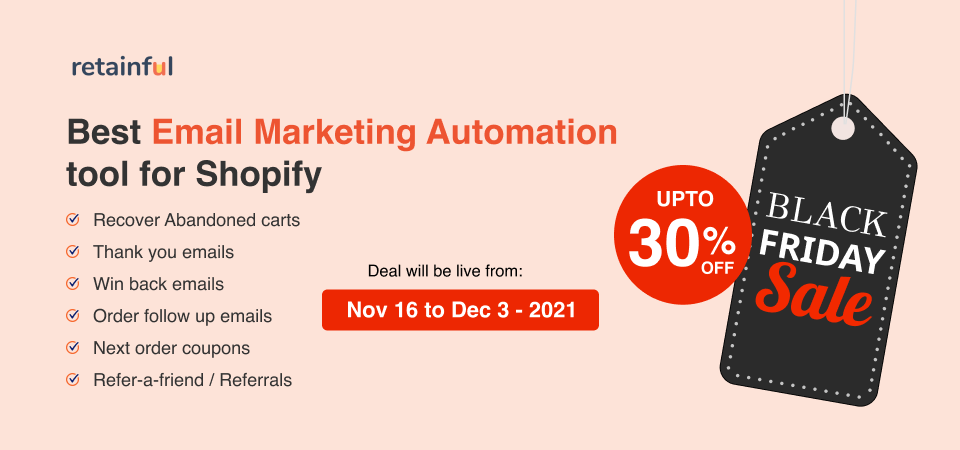 retainful
Best Email Marketing Automation
tool for Shopify
Recover Abandoned carts
Thank you emails
Win back emails
Order follow up emails
Next order coupons
Refer-a-friend / Referrals
Deal will be live from:
Nov 16 to Dec 3 - 2021
UPTO
30%
OFF
BLACK
FRIDAY
Sale